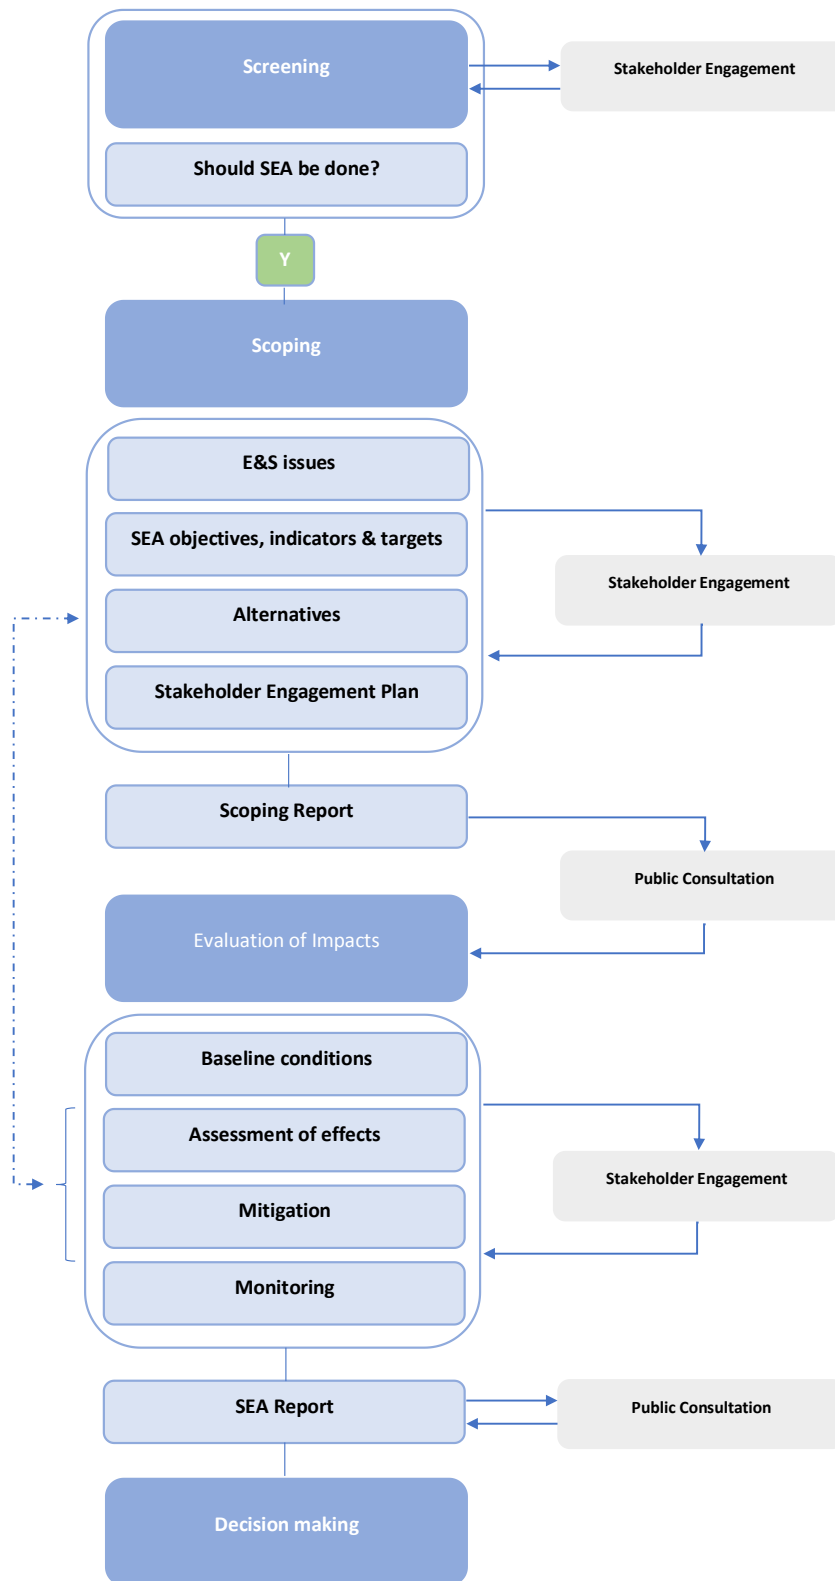 Screening
Stakeholder Engagement
Should SEA be done?
Y
Scoping
E&S issues
SEA objectives, indicators & targets
Stakeholder Engagement
Alternatives
Stakeholder Engagement Plan
Scoping Report
Public Consultation
Evaluation of Impacts
Baseline conditions
Assessment of effects
Stakeholder Engagement
Mitigation
Monitoring
SEA Report
Public Consultation
Decision making